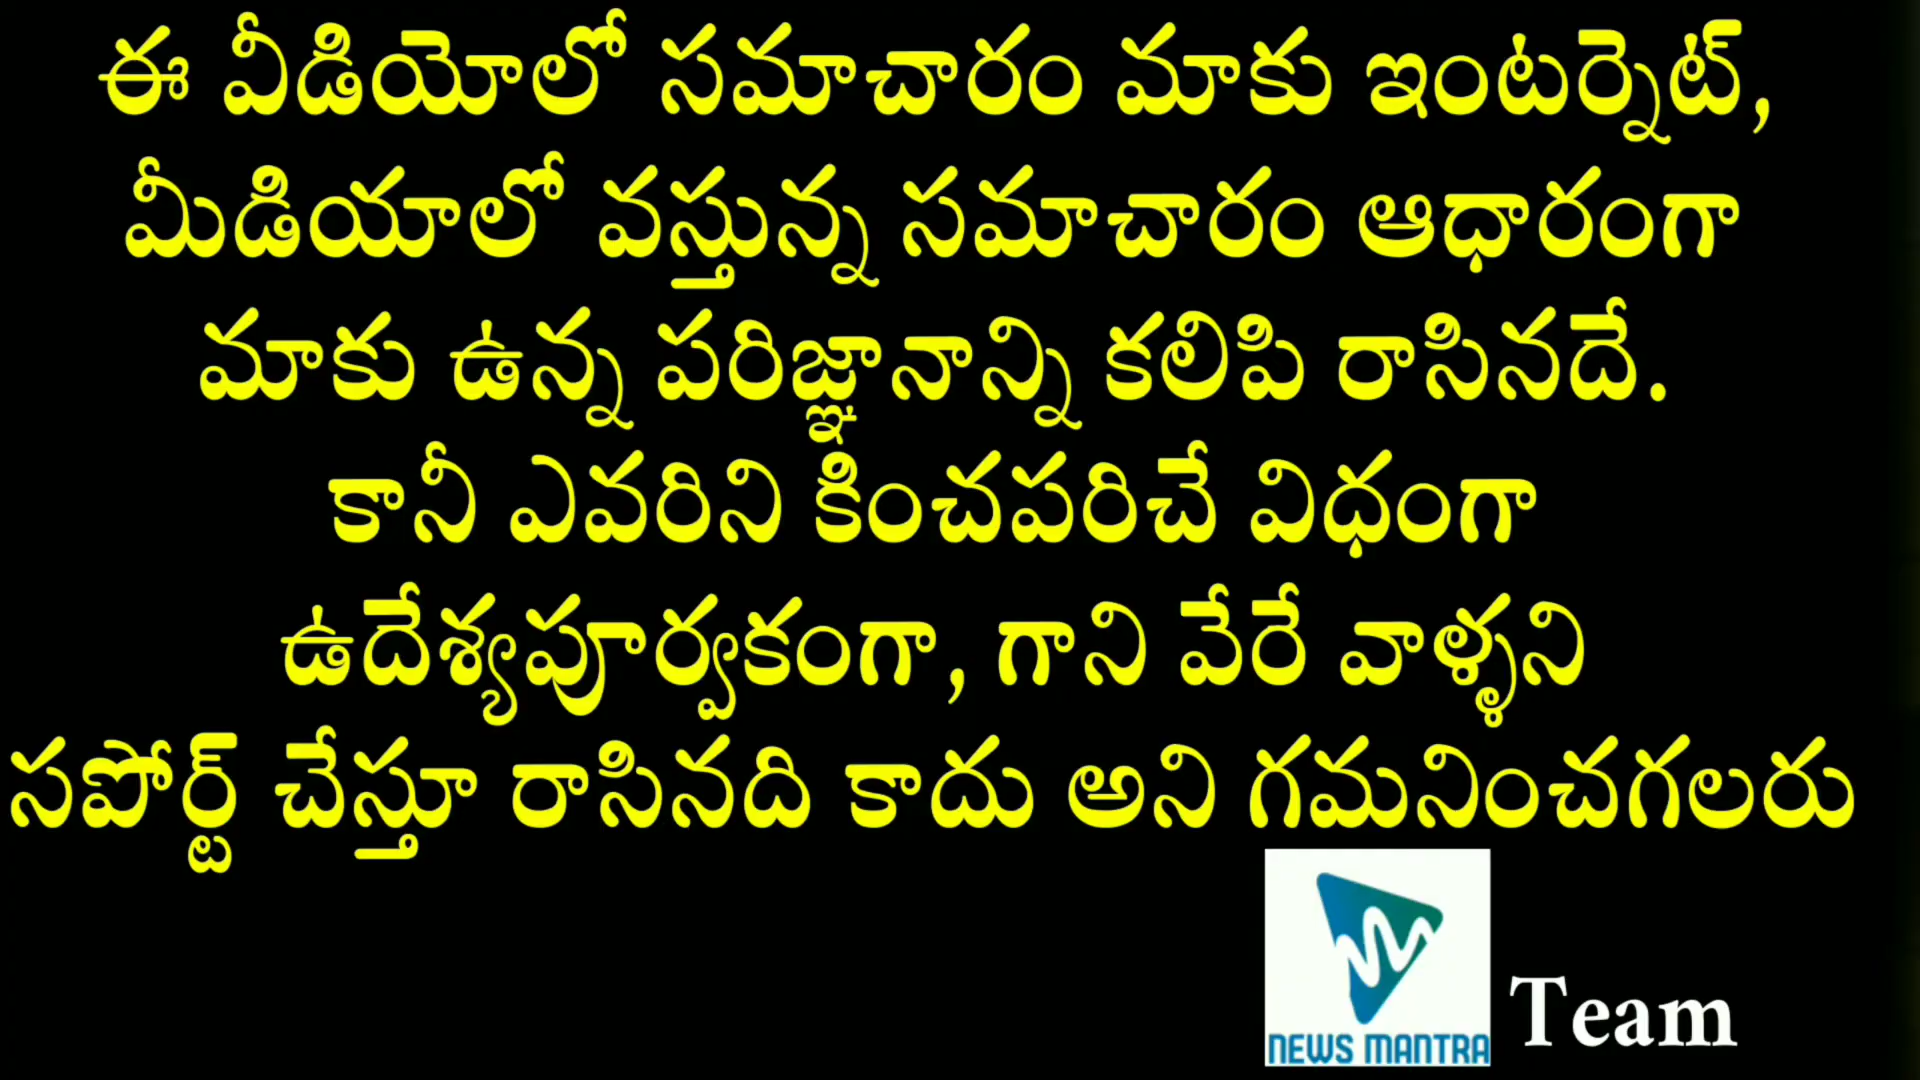 ఈ వీడియోలో సమాచారం మాకు ఇంటర్నెట్,
మీడియాలో వస్తున్న సమాచారం ఆధారంగా
మాకు ఉన్న పరిజ్ఞానాన్ని కలిపి రాసినదే.
కానీ ఎవరిని కించపరిచే విధంగా
ఉదేశ్యపూర్వకంగా, గాని వేరే వాళ్ళని
సపోర్ట్ చేస్తూ రాసినది కాదు అని గమనించగలరు
NEWS MANTRA Team